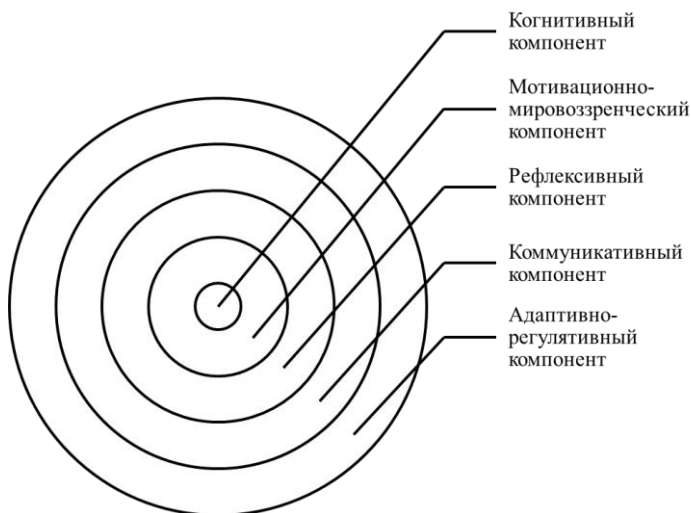 Когнитивный
компонент
Мотивационно-
мировоззренческий
компонент
Рефлексивный
компонент
Коммуникативный
компонент
Адаптивно-
регулятивный
компонент